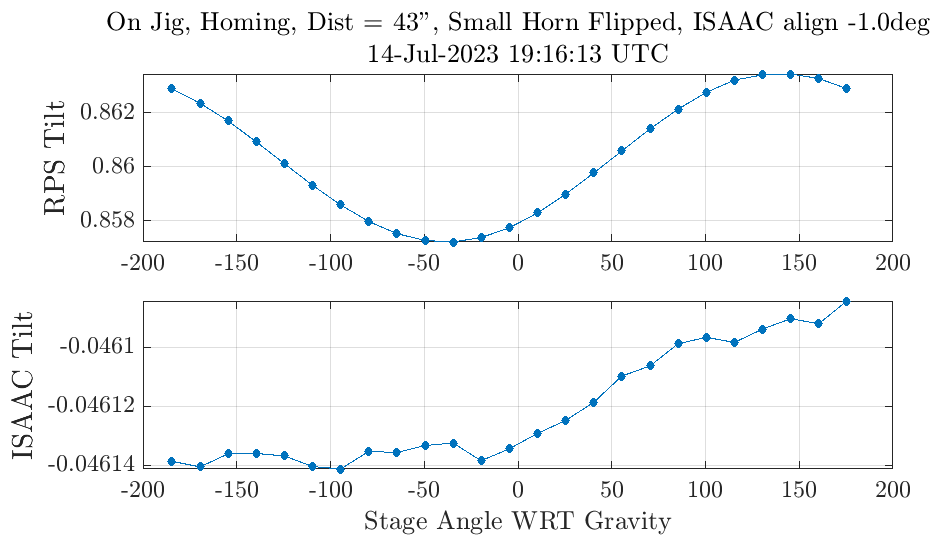 On Jig, Homing, Dist = 43”, Small Horn Flipped, ISAAC align -1.0deg
14-Jul-2023 19:16:13 UTC
RPS Tilt
0.862
0.86
0.858
-200 -150 -100 -50 0 50 100 150 200
ISAAC Tilt
-0.0461
-0.04612
-0.04614
-200 -150 -100 -50 0 50 100 150 200
Stage Angle WRT Gravity